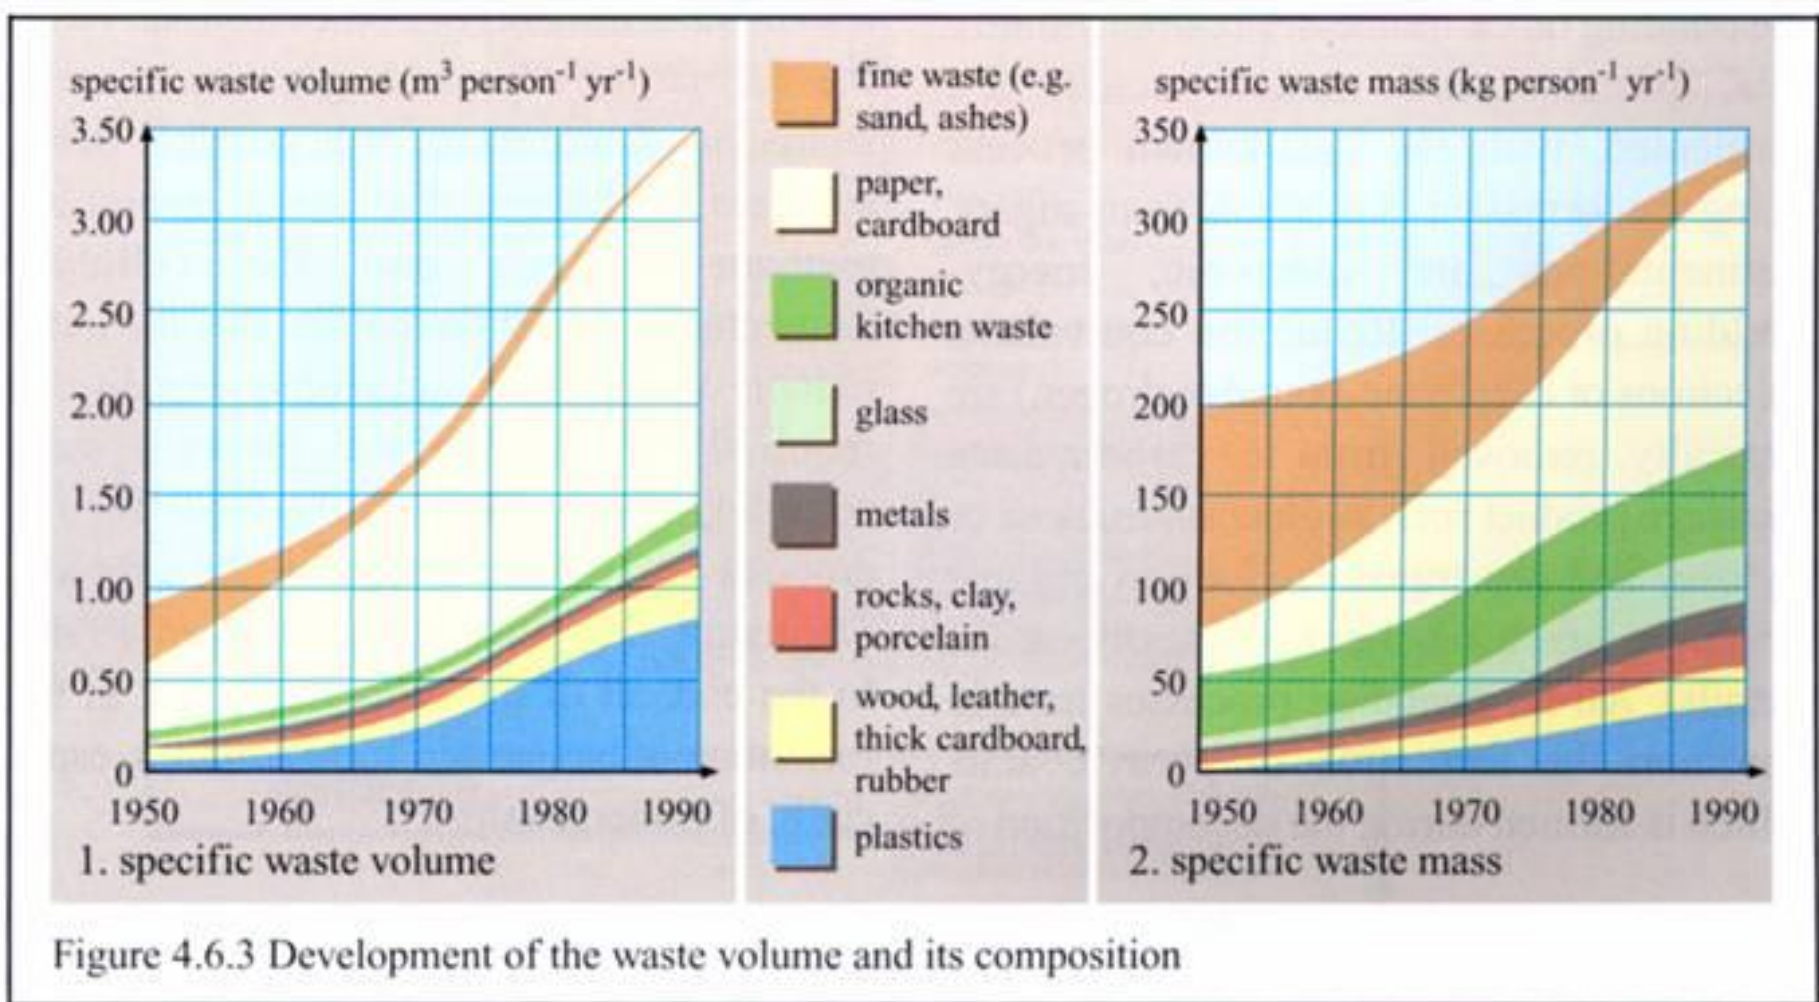 specific waste volume (m³ person⁻¹ yr⁻¹)
3.50
3.00
2.50
2.00
1.50
1.00
0.50
0
1950 1960 1970 1980 1990
1. specific waste volume
fine waste (e.g.
sand, ashes)
paper,
cardboard
organic
kitchen waste
glass
metals
rocks, clay,
porcelain
wood, leather,
thick cardboard,
rubber
plastics
specific waste mass (kg person⁻¹ yr⁻¹)
350
300
250
200
150
100
50
0
1950 1960 1970 1980 1990
2. specific waste mass
Figure 4.6.3 Development of the waste volume and its composition